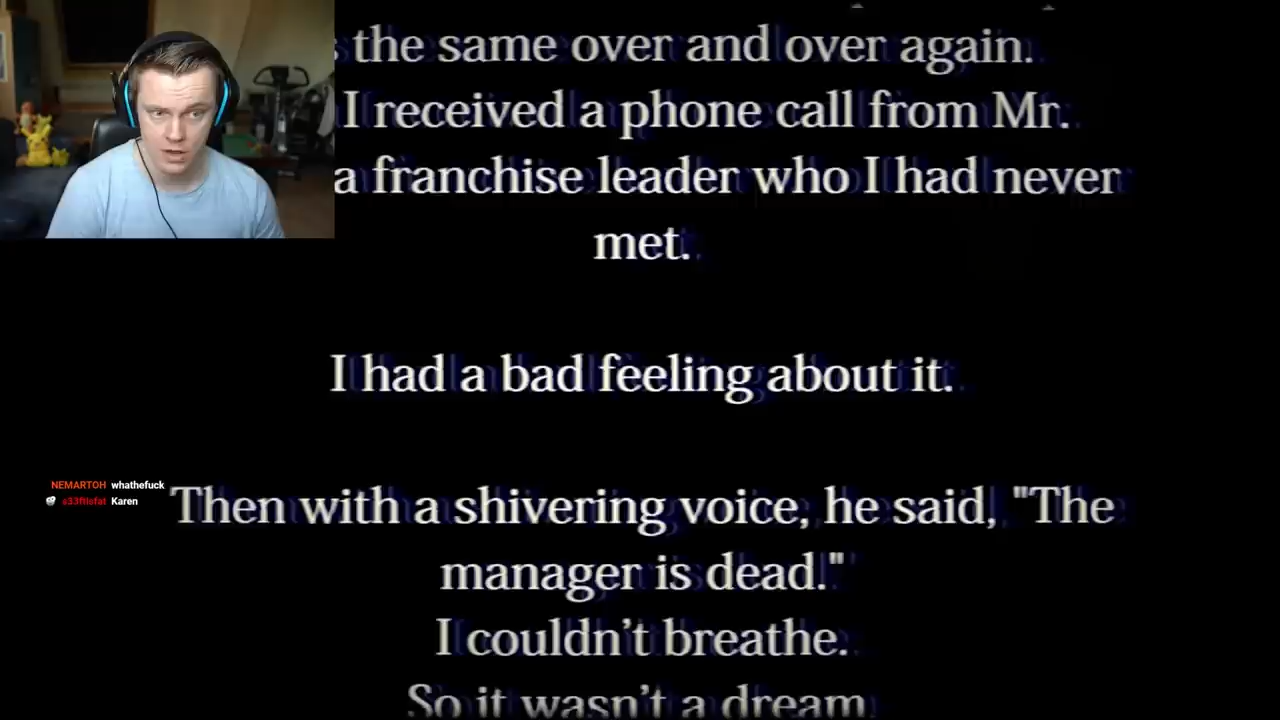 the same over and over again.
I received a phone call from Mr.
a franchise leader who I had never
met.
I had a bad feeling about it.
NEMARTOH whathefuck
s33ftlofat Karen
Then with a shivering voice, he said, "The
manager is dead."
I couldn't breathe.
So it wasn't a dream